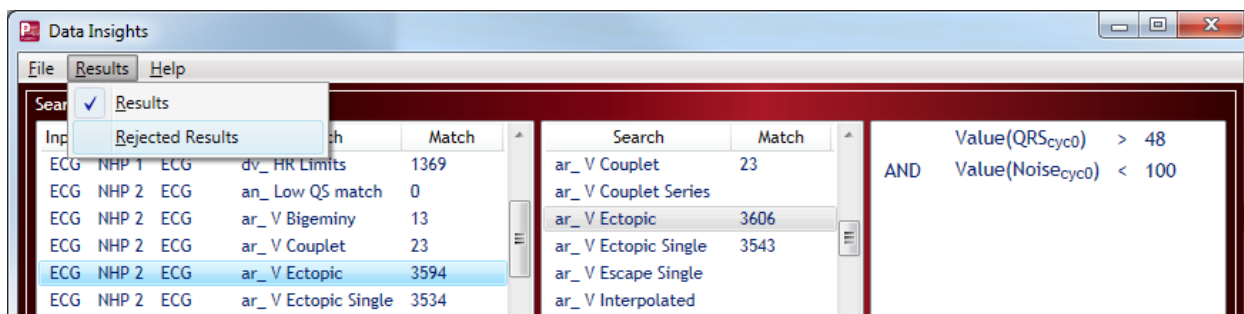 Data Insights
File Results Help
Sear
✓ Results
Rejected Results
Inp ch Match
ECG NHP 1 ECG dv_ HR Limits 1369
ECG NHP 2 ECG an_ Low QS match 0
ECG NHP 2 ECG ar_ V Bigeminy 13
ECG NHP 2 ECG ar_ V Couplet 23
ECG NHP 2 ECG ar_ V Ectopic 3594
ECG NHP 2 ECG ar_ V Ectopic Single 3534
Search Match
ar_ V Couplet 23
ar_ V Couplet Series
ar_ V Ectopic 3606
ar_ V Ectopic Single 3543
ar_ V Escape Single
ar_ V Interpolated
Value(QRScyc0) > 48
AND Value(Noisecyc0) < 100